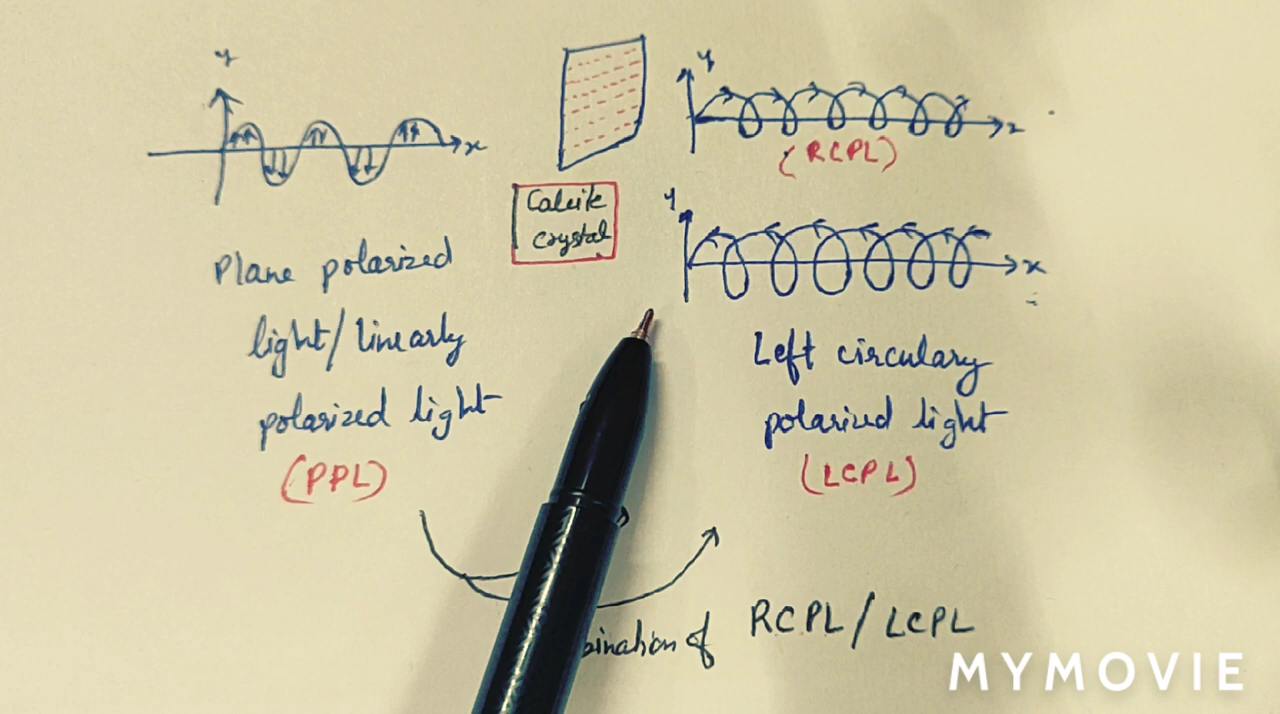 y
x
Plane polarized
light/linearly
polarized light
(PPL)
Calcite
crystal
y
x
(RCPL)
y
x
Left circulary
polarized light
(LCPL)
of
RCPL/LCPL
MYMOVIE